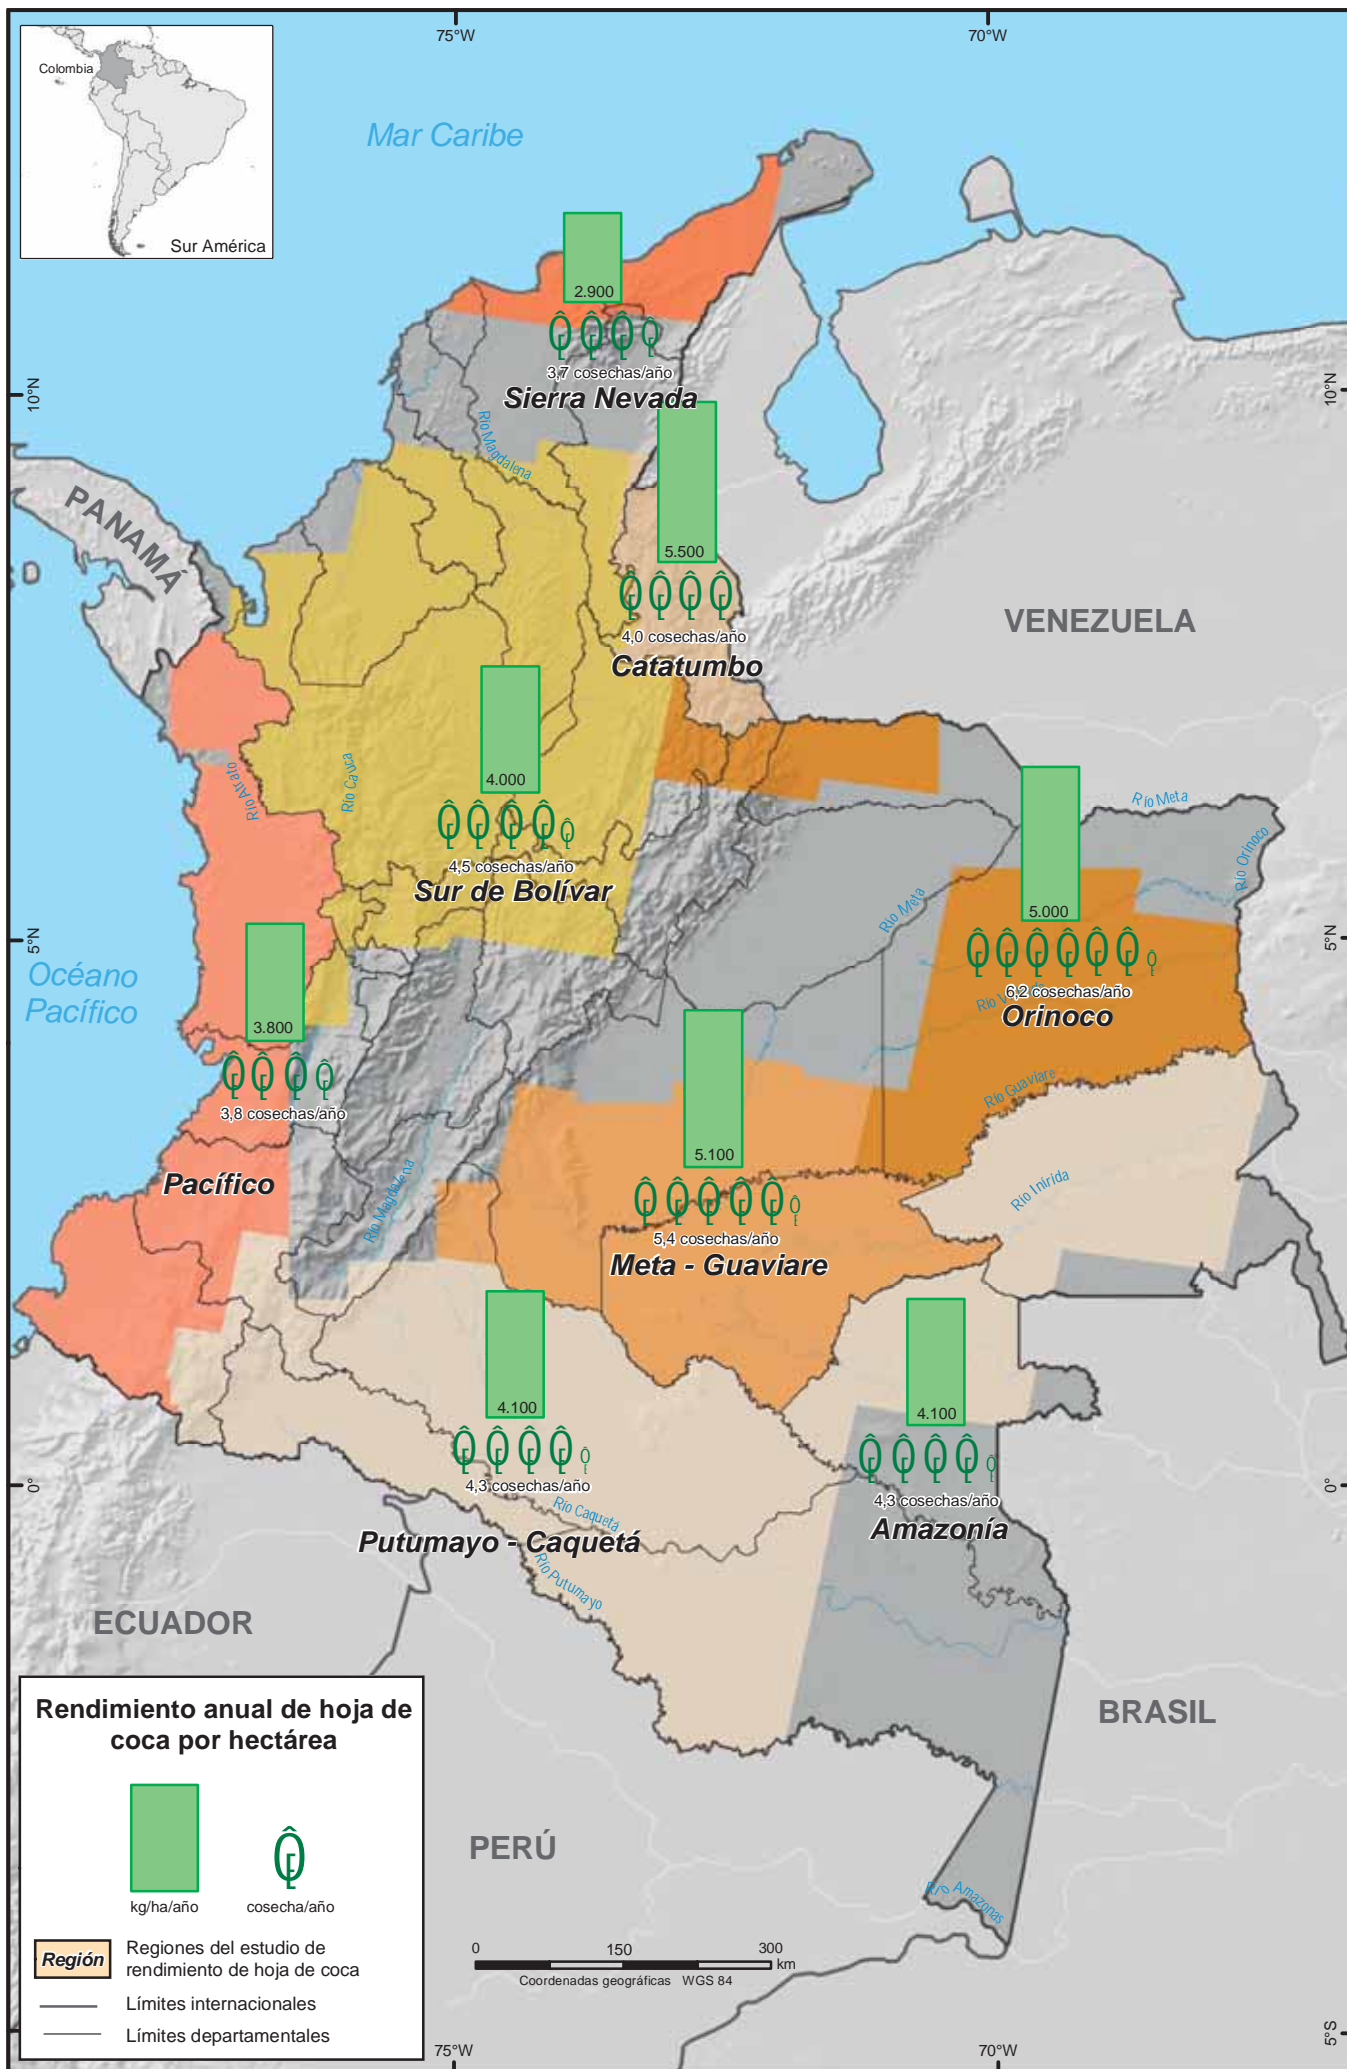 75°W
70°W
Colombia
Sur América
Mar Caribe
2.900
3,7 cosechas/año
Sierra Nevada
10°N
10°N
Río Magdalena
PANAMÁ
5.500
4,0 cosechas/año
Catatumbo
VENEZUELA
4.000
4,5 cosechas/año
Sur de Bolívar
Río Atrato
Río Cauca
Río Meta
Río Orinoco
Río Meta
5.000
6,2 cosechas/año
Río
Orinoco
5°N
5°N
Océano
Pacífico
3.800
3,8 cosechas/año
Pacífico
Río Guaviare
5.100
5,4 cosechas/año
Meta - Guaviare
Río Magdalena
Río Inírida
4.100
4,3 cosechas/año
Putumayo - Caquetá
Río Caquetá
Río Putumayo
4.100
4,3 cosechas/año
Amazonía
0°
0°
ECUADOR
BRASIL
PERÚ
Río Amazonas
Rendimiento anual de hoja de
coca por hectárea
kg/ha/año
cosecha/año
Región
Regiones del estudio de
rendimiento de hoja de coca
Límites internacionales
Límites departamentales
0 150 300
km
Coordenadas geográficas WGS 84
5°S
75°W
70°W